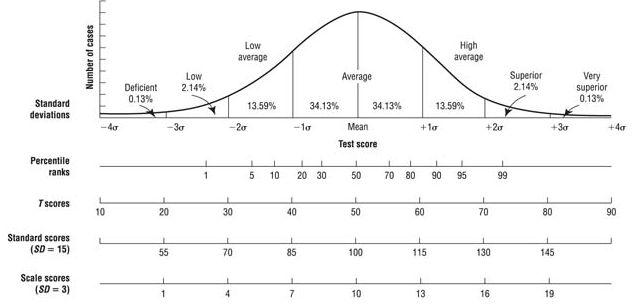 Number of cases
Low
average
High
average
Deficient
0.13%
Low
2.14%
Average
Superior
2.14%
Very
superior
0.13%
13.59% 34.13% 34.13% 13.59%
Standard
deviations
−4σ −3σ −2σ −1σ Mean +1σ +2σ +3σ +4σ
Test score
Percentile
ranks
1 5 10 20 30 50 70 80 90 95 99
T scores
10 20 30 40 50 60 70 80 90
Standard scores
(SD = 15)
55 70 85 100 115 130 145
Scale scores
(SD = 3)
1 4 7 10 13 16 19